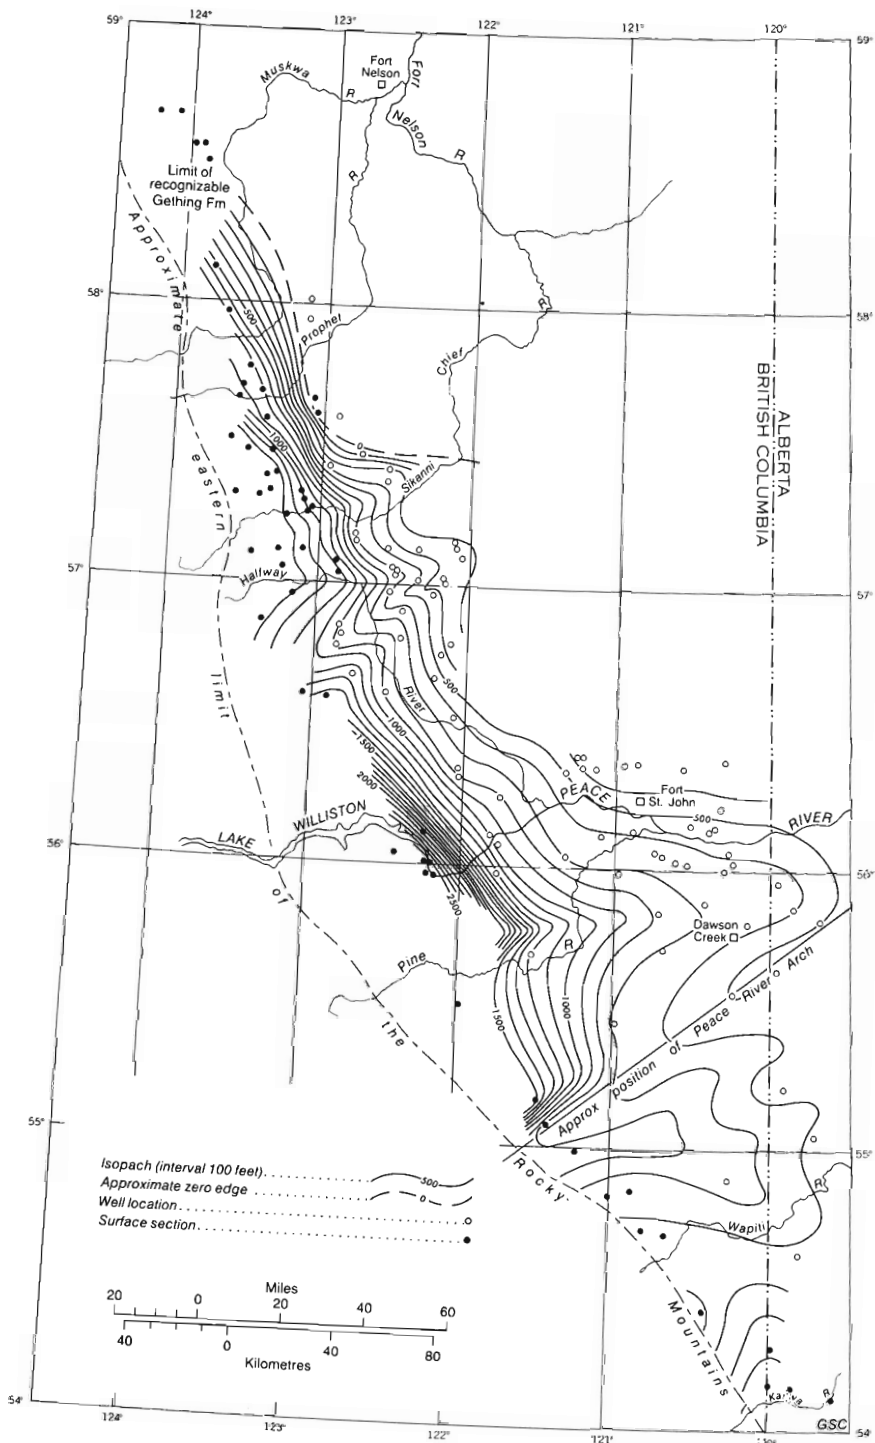 59°
124°
123°
122°
121°
120°
59°
Fort
Nelson
Muskwa
R
Fort
Nelson
R
R
Limit of
recognizable
Gething Fm
Approximate
58°
58°
500
Prophet
R
Chief
ALBERTA
BRITISH COLUMBIA
1000
0
Sikanni
eastern
57°
57°
Halfway
limit
500
River
1000
1500
2000
PEACE
Fort
St. John
500
RIVER
LAKE
WILLISTON
56°
56°
of
2500
Dawson
Creek
Pine
R
1500
1000
the
Approx position of Peace River Arch
55°
55°
Rocky
R
Wapiti
Isopach (interval 100 feet)
500
Approximate zero edge
0
Well location
Surface section
Miles
20
0
20
40
60
40
0
40
80
Kilometres
Mountains
R
54°
54°
GSC
124°
123°
122°
121°
120°